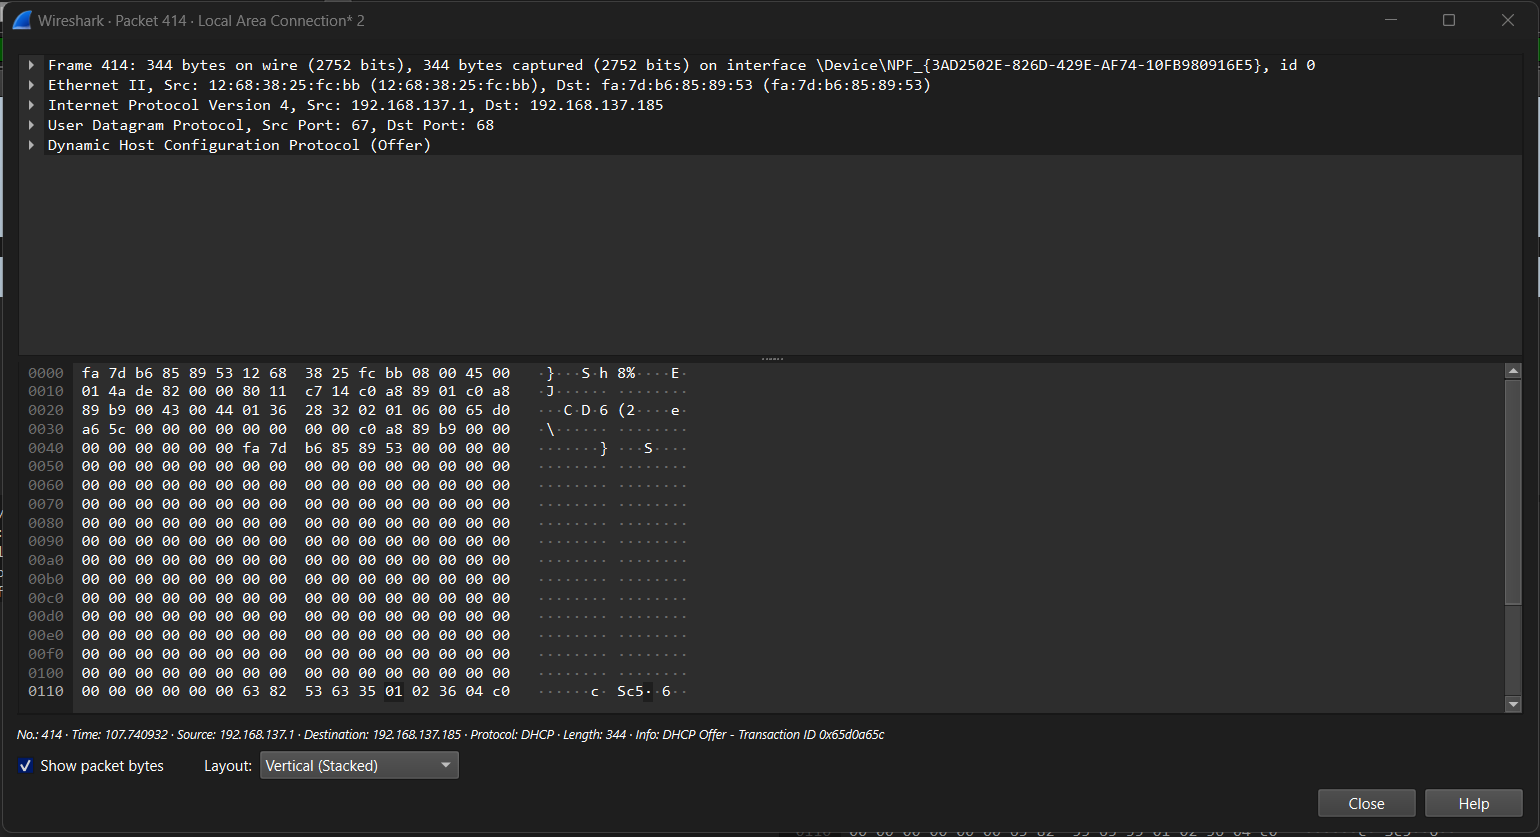 Wireshark · Packet 414 · Local Area Connection* 2
Frame 414: 344 bytes on wire (2752 bits), 344 bytes captured (2752 bits) on interface \Device\NPF_{3AD2502E-826D-429E-AF74-10FB980916E5}, id 0
Ethernet II, Src: 12:68:38:25:fc:bb (12:68:38:25:fc:bb), Dst: fa:7d:b6:85:89:53 (fa:7d:b6:85:89:53)
Internet Protocol Version 4, Src: 192.168.137.1, Dst: 192.168.137.185
User Datagram Protocol, Src Port: 67, Dst Port: 68
Dynamic Host Configuration Protocol (Offer)
0000 fa 7d b6 85 89 53 12 68 38 25 fc bb 08 00 45 00 ·}···S·h 8%····E·
0010 01 4a de 82 00 00 80 11 c7 14 c0 a8 89 01 c0 a8 ·J······ ········
0020 89 b9 00 43 00 44 01 36 28 32 02 01 06 00 65 d0 ···C·D·6 (2····e·
0030 a6 5c 00 00 00 00 00 00 00 00 c0 a8 89 b9 00 00 ·\······ ········
0040 00 00 00 00 00 00 fa 7d b6 85 89 53 00 00 00 00 ·······} ···S····
0050 00 00 00 00 00 00 00 00 00 00 00 00 00 00 00 00 ········ ········
0060 00 00 00 00 00 00 00 00 00 00 00 00 00 00 00 00 ········ ········
0070 00 00 00 00 00 00 00 00 00 00 00 00 00 00 00 00 ········ ········
0080 00 00 00 00 00 00 00 00 00 00 00 00 00 00 00 00 ········ ········
0090 00 00 00 00 00 00 00 00 00 00 00 00 00 00 00 00 ········ ········
00a0 00 00 00 00 00 00 00 00 00 00 00 00 00 00 00 00 ········ ········
00b0 00 00 00 00 00 00 00 00 00 00 00 00 00 00 00 00 ········ ········
00c0 00 00 00 00 00 00 00 00 00 00 00 00 00 00 00 00 ········ ········
00d0 00 00 00 00 00 00 00 00 00 00 00 00 00 00 00 00 ········ ········
00e0 00 00 00 00 00 00 00 00 00 00 00 00 00 00 00 00 ········ ········
00f0 00 00 00 00 00 00 00 00 00 00 00 00 00 00 00 00 ········ ········
0100 00 00 00 00 00 00 00 00 00 00 00 00 00 00 00 00 ········ ········
0110 00 00 00 00 00 00 63 82 53 63 35 01 02 36 04 c0 ······c· Sc5··6··
No.: 414 · Time: 107.740932 · Source: 192.168.137.1 · Destination: 192.168.137.185 · Protocol: DHCP · Length: 344 · Info: DHCP Offer - Transaction ID 0x65d0a65c
Show packet bytes Layout: Vertical (Stacked)
Close Help